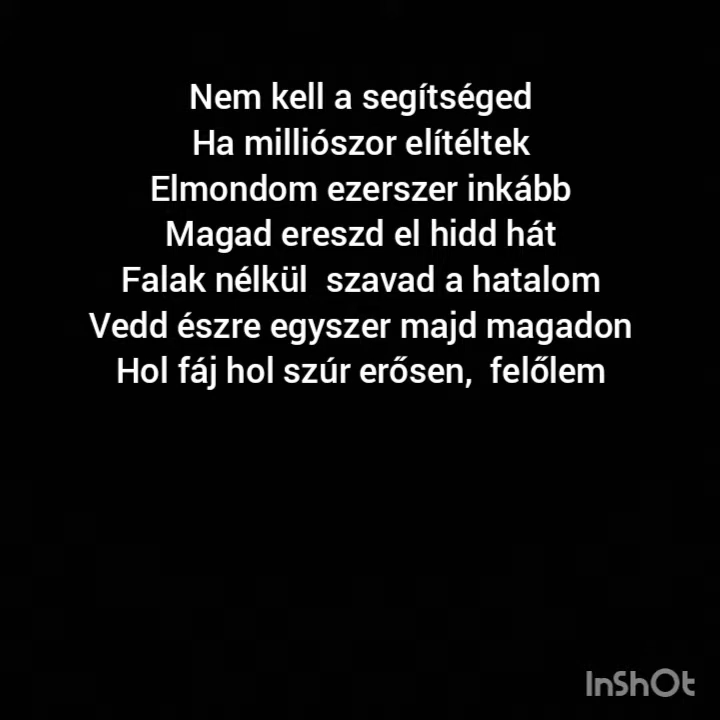 Nem kell a segítséged
Ha milliószor elítéltek
Elmondom ezerszer inkább
Magad ereszd el hidd hát
Falak nélkül  szavad a hatalom
Vedd észre egyszer majd magadon
Hol fáj hol szúr erősen,  felőlem
InShOt